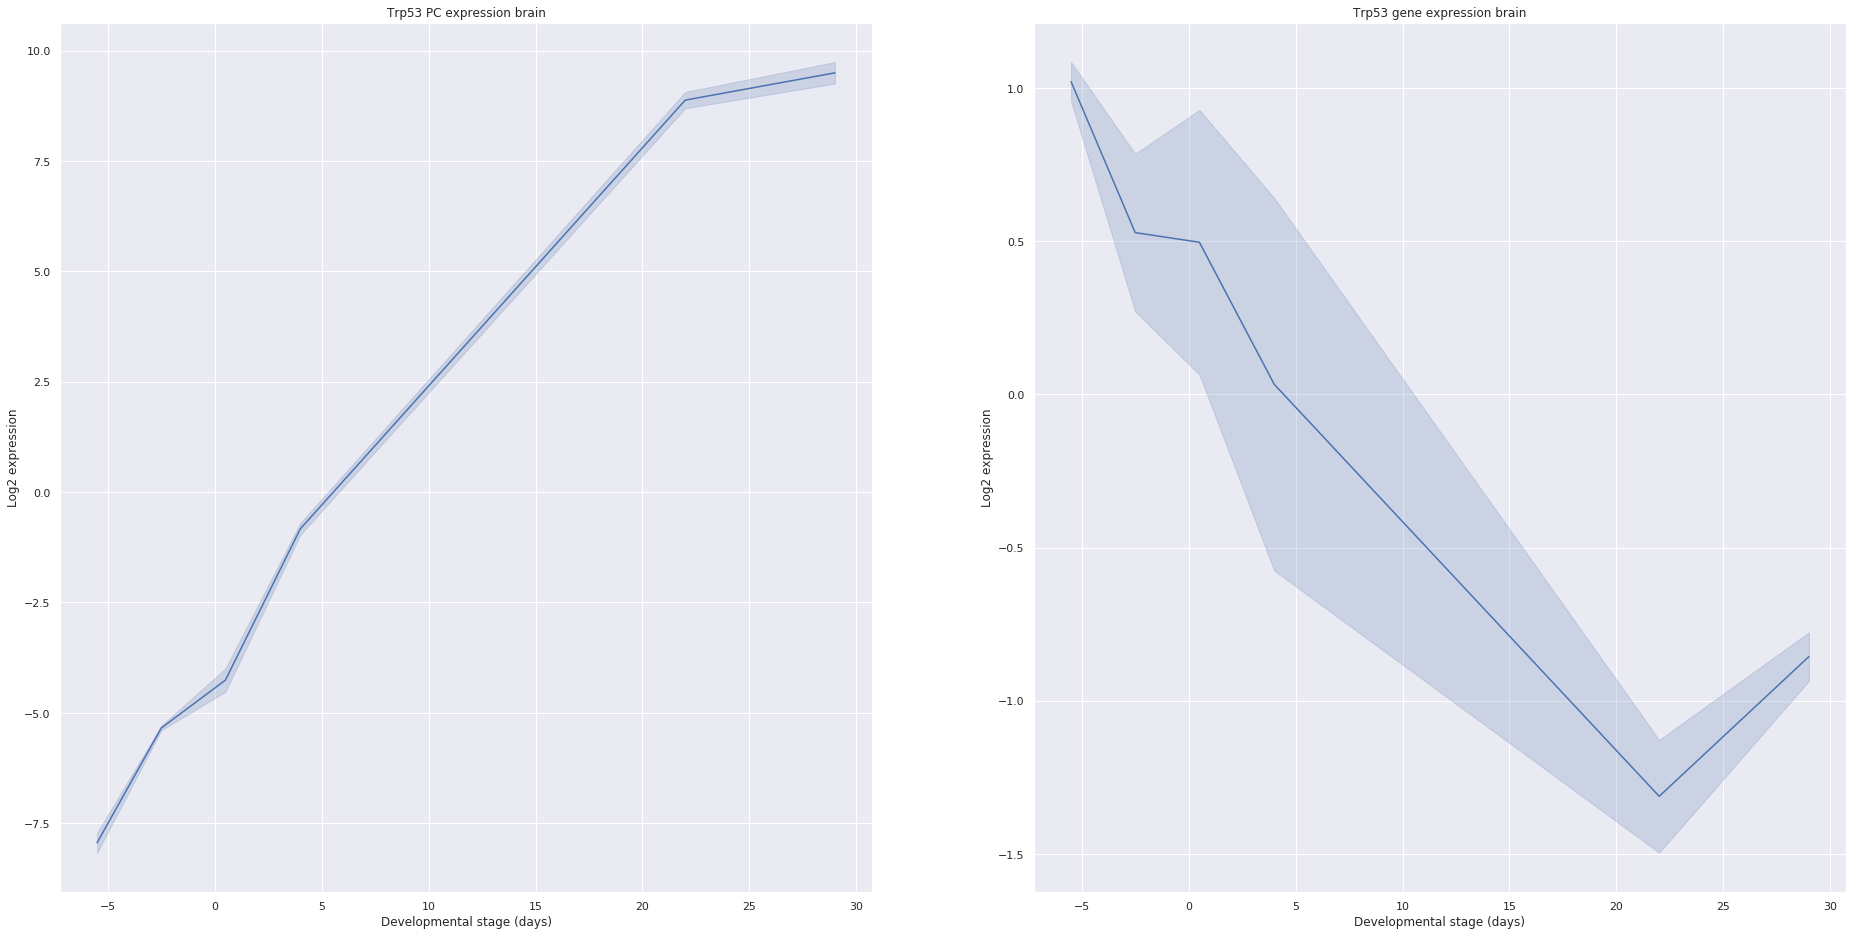 Trp53 PC expression brain
10.0
7.5
5.0
2.5
0.0
−2.5
−5.0
−7.5
Log2 expression
−5 0 5 10 15 20 25 30
Developmental stage (days)
Trp53 gene expression brain
1.0
0.5
0.0
−0.5
−1.0
−1.5
Log2 expression
−5 0 5 10 15 20 25 30
Developmental stage (days)